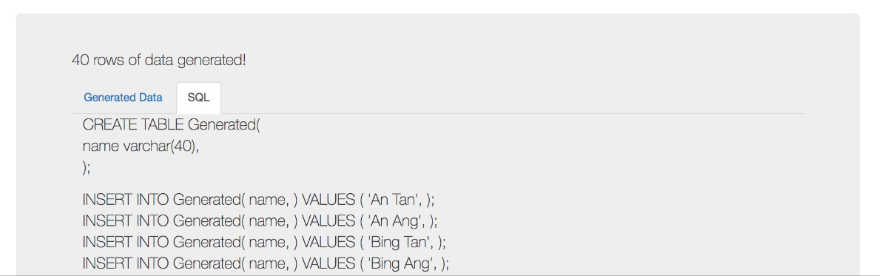 40 rows of data generated!
Generated Data SQL
CREATE TABLE Generated(
name varchar(40),
);
INSERT INTO Generated( name, ) VALUES ( 'An Tan', );
INSERT INTO Generated( name, ) VALUES ( 'An Ang', );
INSERT INTO Generated( name, ) VALUES ( 'Bing Tan', );
INSERT INTO Generated( name, ) VALUES ( 'Bing Ang', );